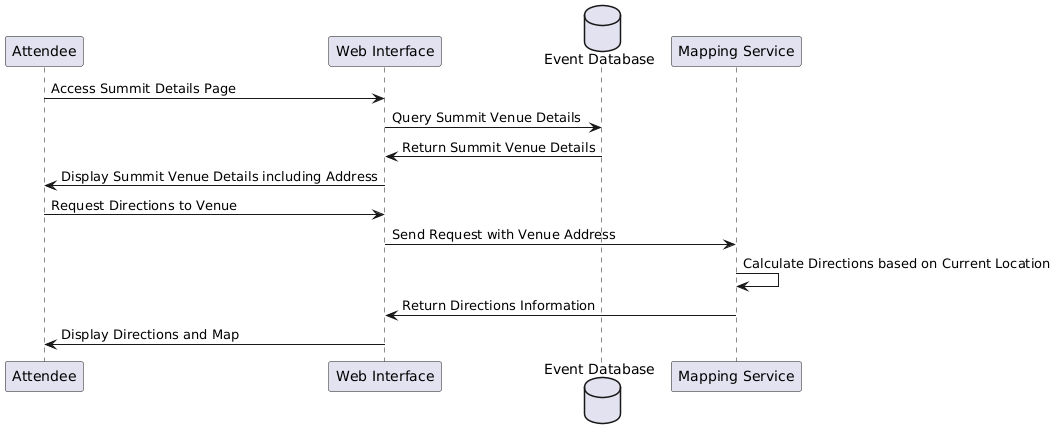 Attendee
Web Interface
Event Database
Mapping Service
Access Summit Details Page
Query Summit Venue Details
Return Summit Venue Details
Display Summit Venue Details including Address
Request Directions to Venue
Send Request with Venue Address
Calculate Directions based on Current Location
Return Directions Information
Display Directions and Map
Attendee
Web Interface
Event Database
Mapping Service